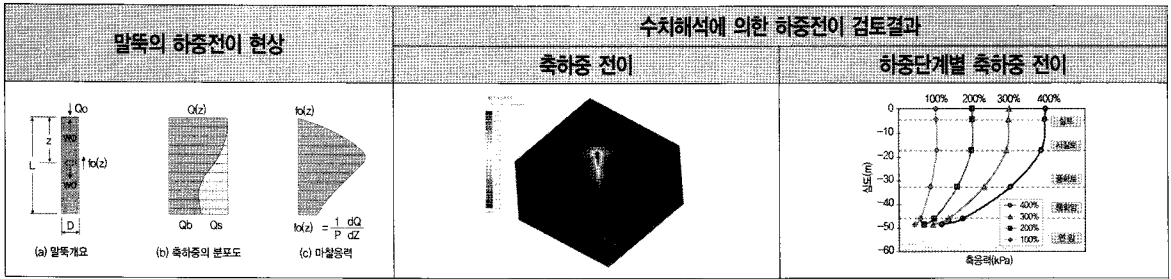 말뚝의 하중전이 현상
수치해석에 의한 하중전이 검토결과
축하중 전이
하중단계별 축하중 전이
Qo
z
L
fo(z)
D
(a) 말뚝개요
Q(z)
Qb Qs
(b) 축하중의 분포도
fo(z)
fo(z) = 1/P dQ/dZ
(c) 마찰응력
100% 200% 300% 400%
0
-10
-20
-30
-40
-50
-60
심도(m)
실트
사질토
풍화토
풍화암
연암
400%
300%
200%
100%
축응력(kPa)